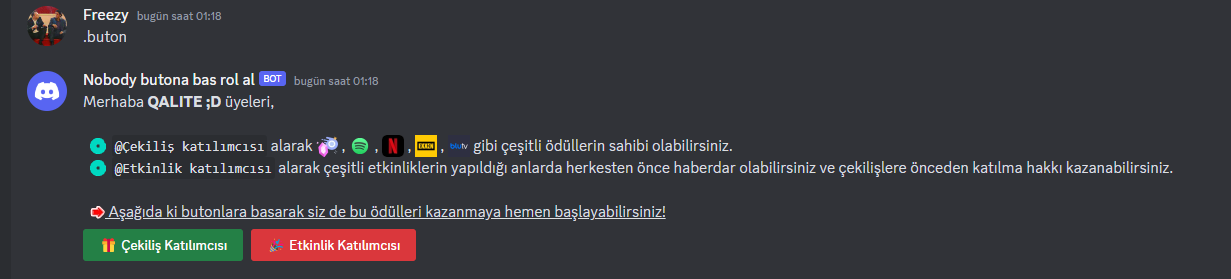 Freezy bugün saat 01:18
.buton
Nobody butona bas rol al BOT bugün saat 01:18
Merhaba QALITE ;D üyeleri,
@Çekiliş katılımcısı alarak , , N , EXXEN , blutv gibi çeşitli ödüllerin sahibi olabilirsiniz.
@Etkinlik katılımcısı alarak çeşitli etkinliklerin yapıldığı anlarda herkesten önce haberdar olabilirsiniz ve çekilişlere önceden katılma hakkı kazanabilirsiniz.
Aşağıda ki butonlara basarak siz de bu ödülleri kazanmaya hemen başlayabilirsiniz!
Çekiliş Katılımcısı Etkinlik Katılımcısı